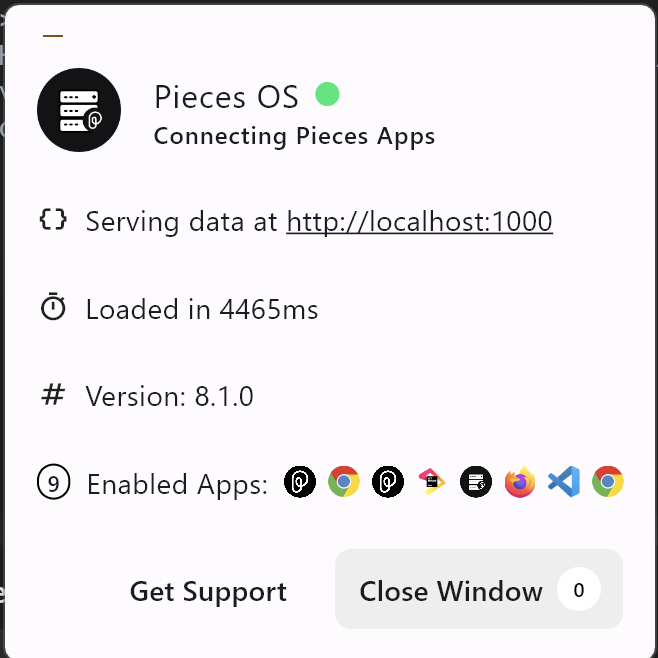 Pieces OS
Connecting Pieces Apps
Serving data at http://localhost:1000
Loaded in 4465ms
# Version: 8.1.0
9 Enabled Apps:
Get Support
Close Window 0